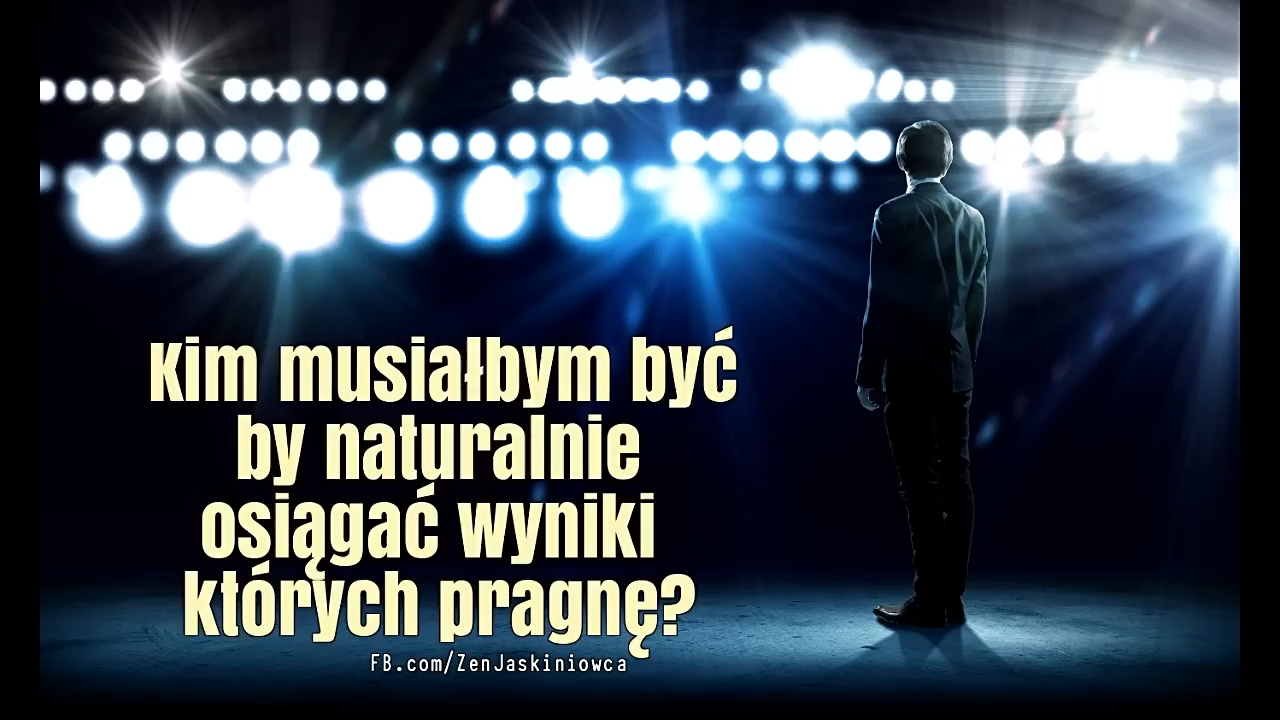 Kim musiałbym być
by naturalnie
osiągać wyniki
których pragnę?
FB.com/ZenJaskiniowca